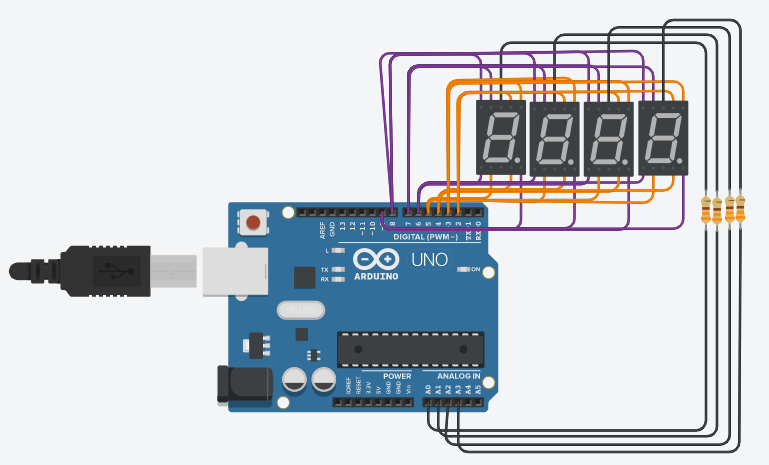 AREF
GND
13
12
~11
~10
8
7
~6
~5
4
~3
2
TX→1
RX←0
DIGITAL (PWM~)
L
TX
RX
UNO
ARDUINO
ON
POWER
ANALOG IN
IOREF
RESET
3.3V
5V
GND
GND
Vin
A0
A1
A2
A3
A4
A5